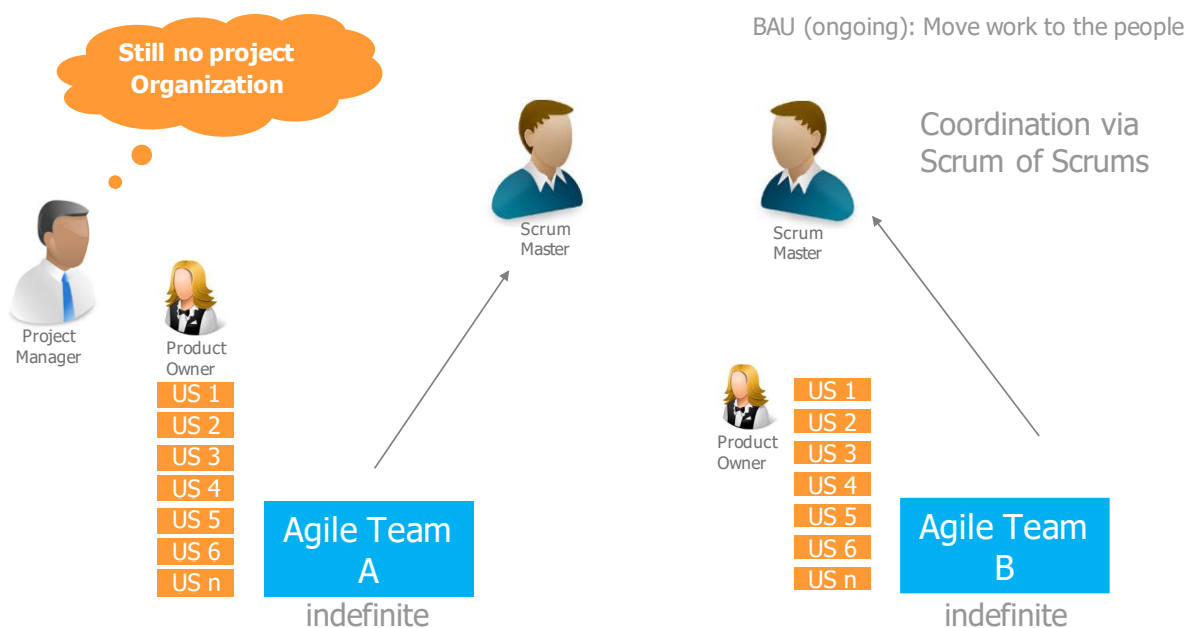 BAU (ongoing): Move work to the people
Still no project
Organization
Coordination via
Scrum of Scrums
Scrum
Master
Scrum
Master
Project
Manager
Product
Owner
US 1
US 2
US 3
US 4
US 5
US 6
US n
Agile Team
A
indefinite
Product
Owner
US 1
US 2
US 3
US 4
US 5
US 6
US n
Agile Team
B
indefinite